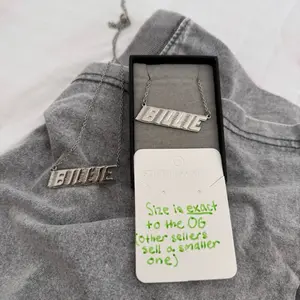 BILLIE
BILLIE
Size is exact
to the OG
(other sellers
sell a smaller
one)